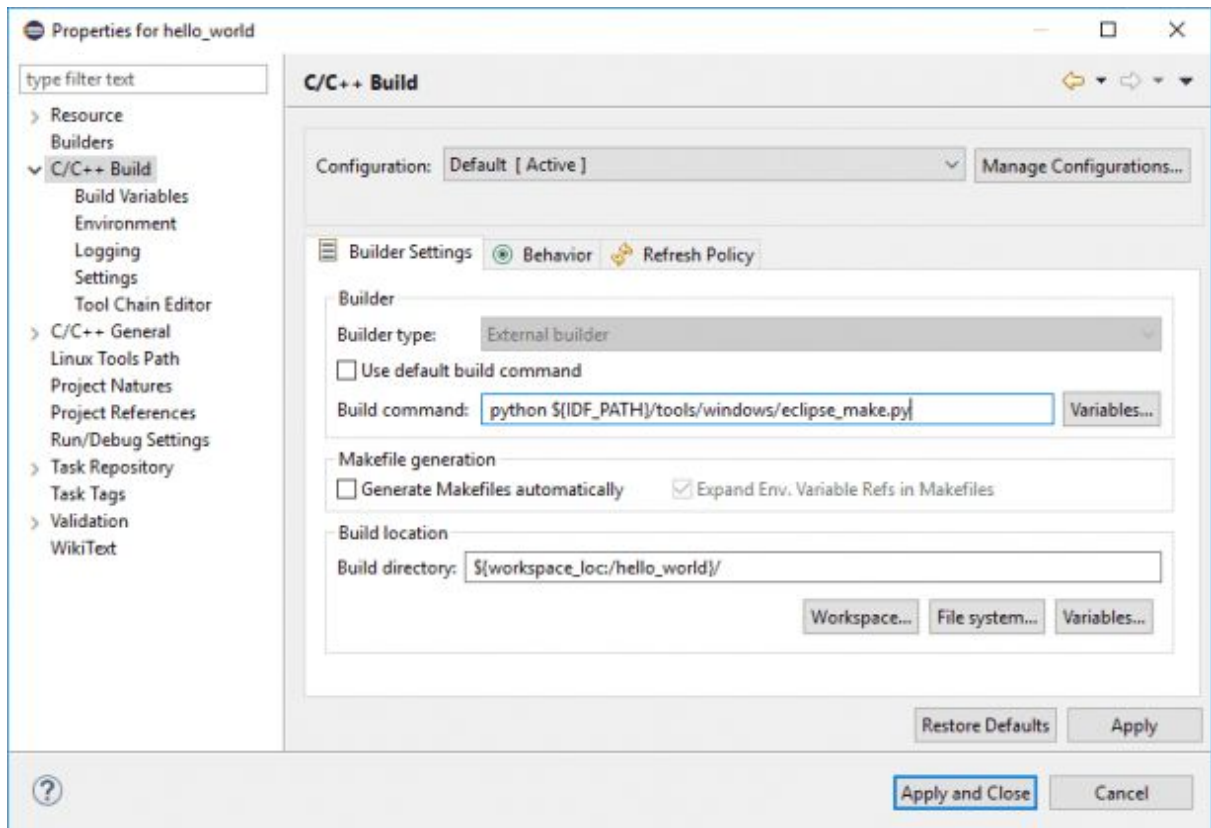 Properties for hello_world
type filter text
Resource
Builders
C/C++ Build
Build Variables
Environment
Logging
Settings
Tool Chain Editor
C/C++ General
Linux Tools Path
Project Natures
Project References
Run/Debug Settings
Task Repository
Task Tags
Validation
WikiText
C/C++ Build
Configuration: Default [ Active ] Manage Configurations...
Builder Settings Behavior Refresh Policy
Builder
Builder type: External builder
Use default build command
Build command: python ${IDF_PATH}/tools/windows/eclipse_make.py Variables...
Makefile generation
Generate Makefiles automatically Expand Env. Variable Refs in Makefiles
Build location
Build directory: ${workspace_loc:/hello_world}/
Workspace... File system... Variables...
Restore Defaults Apply
Apply and Close Cancel